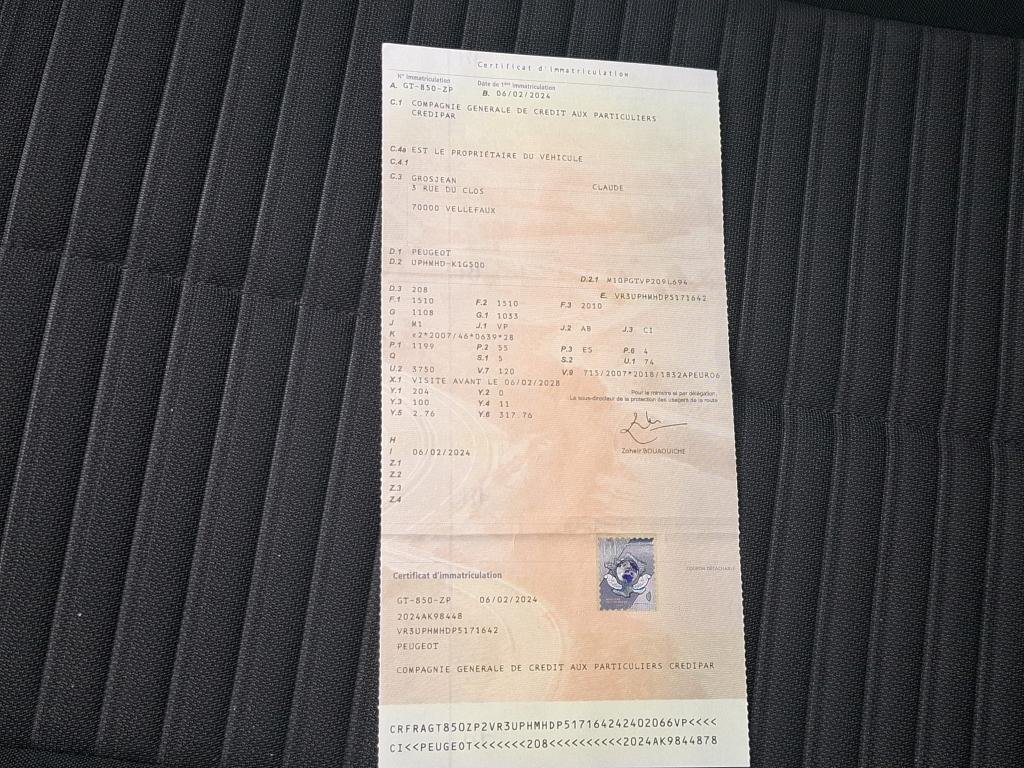 Certificat d'immatriculation
N° Immatriculation Date de 1ère immatriculation
A. GT-850-ZP B. 06/02/2024
C.1 COMPAGNIE GENERALE DE CREDIT AUX PARTICULIERS
CREDIPAR
C.4a EST LE PROPRIÉTAIRE DU VÉHICULE
C.4.1
C.3 GROSJEAN CLAUDE
3 RUE DU CLOS
70000 VELLEFAUX
D.1 PEUGEOT
D.2 UPHMHD-K1G500
D.2.1 M10PGTVP209L694
D.3 208 E. VR3UPHMHDP5171642
F.1 1510 F.2 1510 F.3 2010
G 1108 G.1 1033
J M1 J.1 VP J.2 AB J.3 CI
K e2*2007/46*0639*28
P.1 1199 P.2 55 P.3 ES P.6 4
Q S.1 5 S.2 U.1 74
U.2 3750 V.7 120 V.9 715/2007*2018/1832APEURO6
X.1 VISITE AVANT LE 06/02/2028
Y.1 204 Y.2 0 Pour le ministre et par délégation,
Y.3 100 Y.4 11 La sous-directeur de la protection des usagers de la route
Y.5 2.76 Y.6 317.76
H
I 06/02/2024 Zoheir BOUAOUICHE
Z.1
Z.2
Z.3
Z.4
COUPON DÉTACHABLE
Certificat d'immatriculation
GT-850-ZP 06/02/2024
2024AK98448
VR3UPHMHDP5171642
PEUGEOT
COMPAGNIE GENERALE DE CREDIT AUX PARTICULIERS CREDIPAR
CRFRAGT850ZP2VR3UPHMHDP517164242402066VP<<<<
CI<<PEUGEOT<<<<<<<208<<<<<<<<<<2024AK9844878